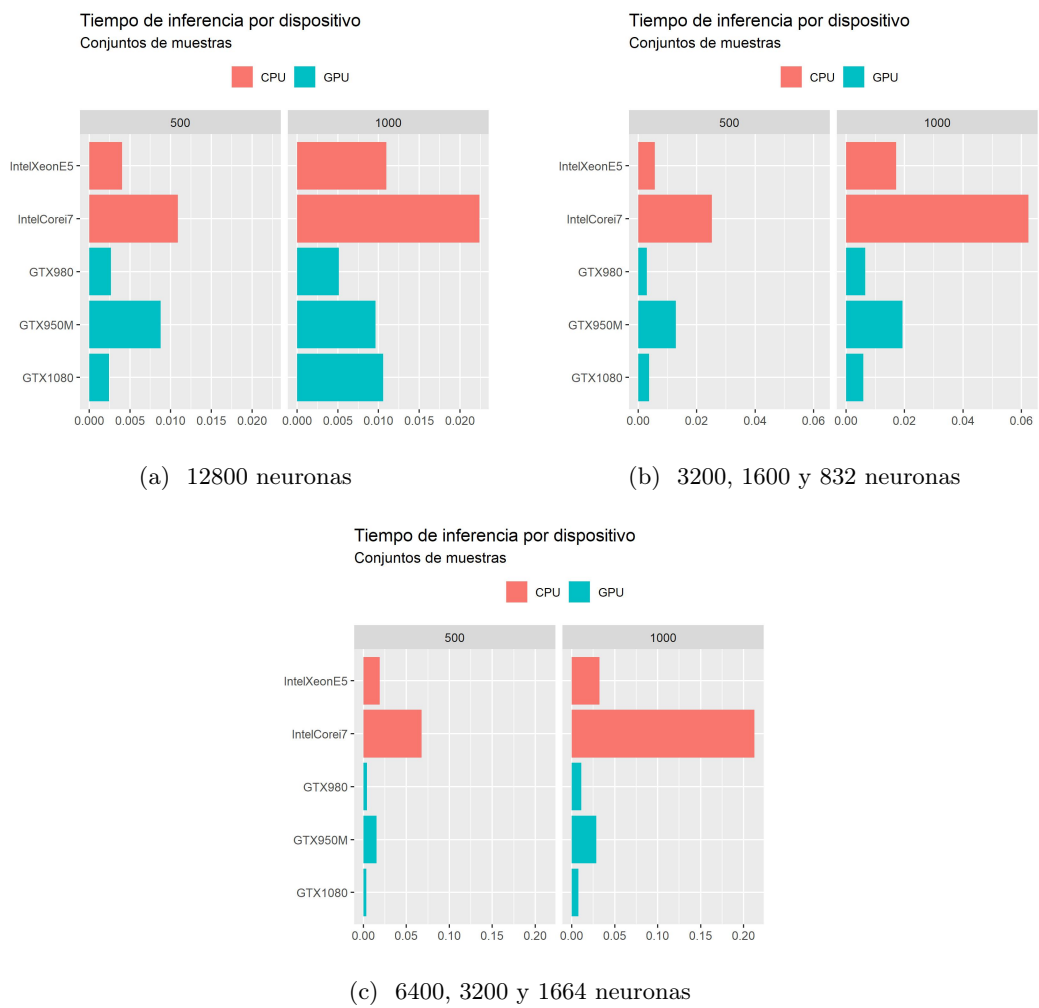 Tiempo de inferencia por dispositivo
Conjuntos de muestras
CPU GPU
500 1000
IntelXeonE5
IntelCorei7
GTX980
GTX950M
GTX1080
0.000 0.005 0.010 0.015 0.020 0.000 0.005 0.010 0.015 0.020
(a) 12800 neuronas
Tiempo de inferencia por dispositivo
Conjuntos de muestras
CPU GPU
500 1000
IntelXeonE5
IntelCorei7
GTX980
GTX950M
GTX1080
0.00 0.02 0.04 0.06 0.00 0.02 0.04 0.06
(b) 3200, 1600 y 832 neuronas
Tiempo de inferencia por dispositivo
Conjuntos de muestras
CPU GPU
500 1000
IntelXeonE5
IntelCorei7
GTX980
GTX950M
GTX1080
0.00 0.05 0.10 0.15 0.20 0.00 0.05 0.10 0.15 0.20
(c) 6400, 3200 y 1664 neuronas